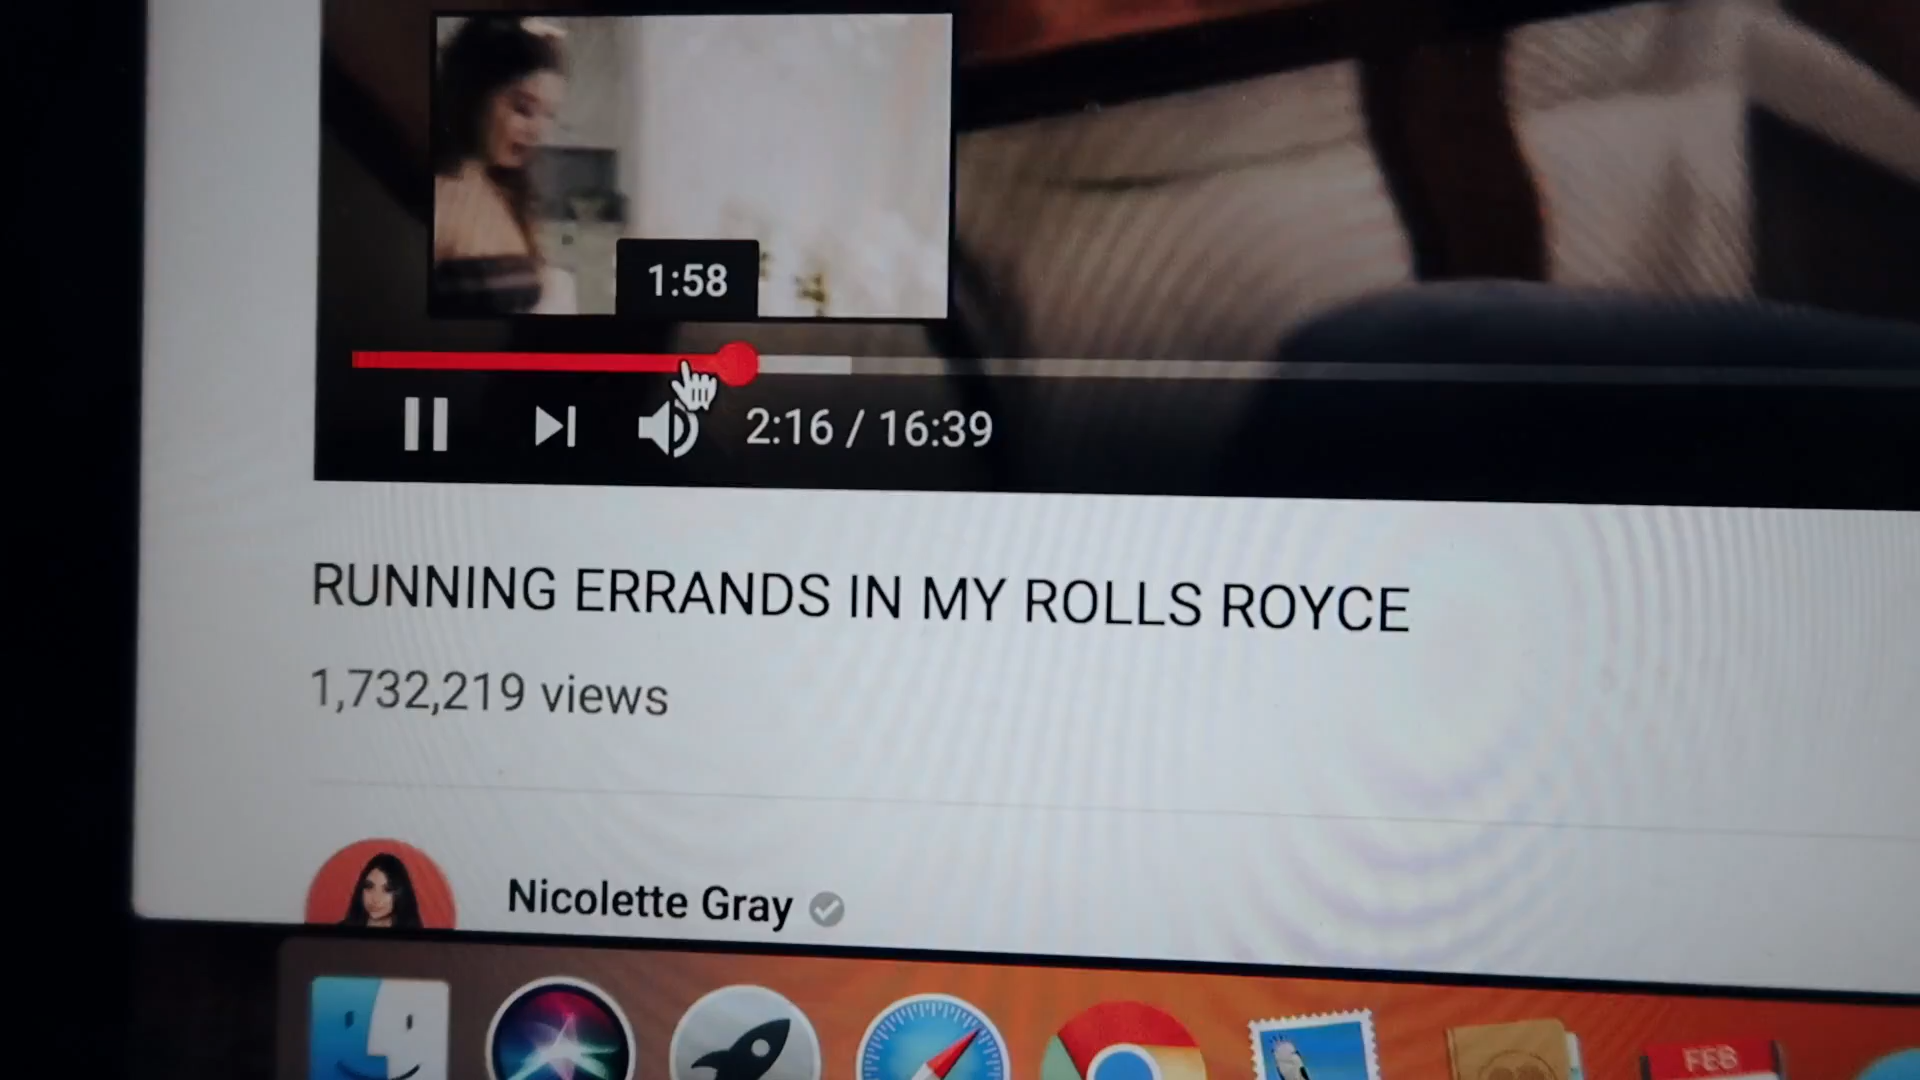 1:58
2:16 / 16:39
RUNNING ERRANDS IN MY ROLLS ROYCE
1,732,219 views
Nicolette Gray
FEB